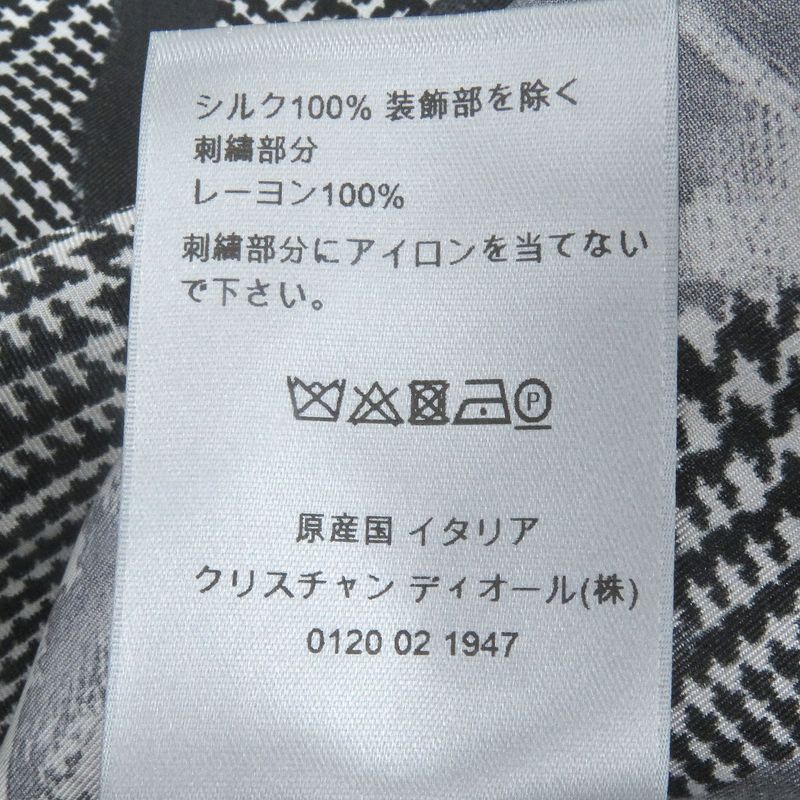 シルク100% 装飾部を除く
刺繍部分
レーヨン100%
刺繍部分にアイロンを当てない
で下さい。
P
原産国 イタリア
クリスチャン ディオール(株)
0120 02 1947